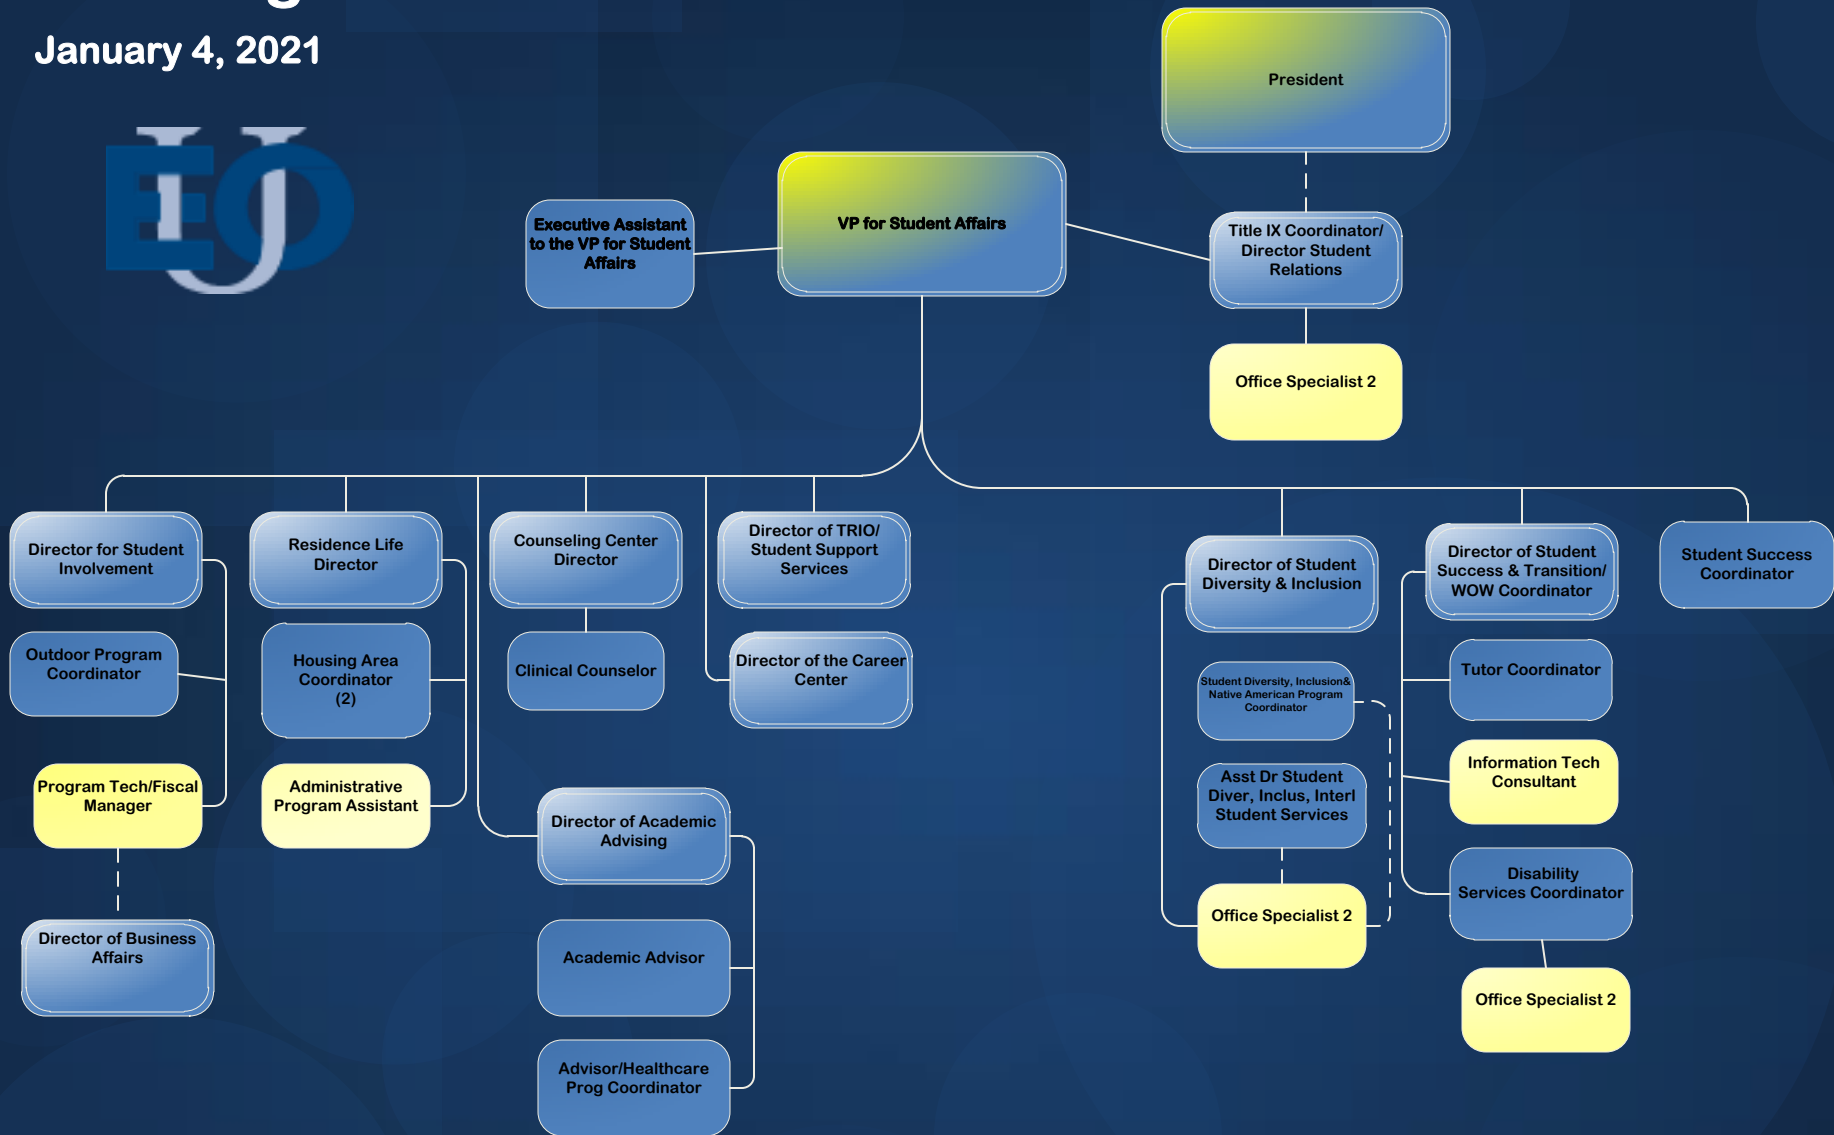 January 4, 2021
EOU
President
VP for Student Affairs
Executive Assistant
to the VP for Student
Affairs
Title IX Coordinator/
Director Student
Relations
Office Specialist 2
Director for Student
Involvement
Residence Life
Director
Counseling Center
Director
Director of TRIO/
Student Support
Services
Director of Student
Diversity & Inclusion
Director of Student
Success & Transition/
WOW Coordinator
Student Success
Coordinator
Outdoor Program
Coordinator
Housing Area
Coordinator
(2)
Clinical Counselor
Director of the Career
Center
Student Diversity, Inclusion&
Native American Program
Coordinator
Tutor Coordinator
Program Tech/Fiscal
Manager
Administrative
Program Assistant
Director of Academic
Advising
Asst Dr Student
Diver, Inclus, Interl
Student Services
Information Tech
Consultant
Director of Business
Affairs
Academic Advisor
Office Specialist 2
Disability
Services Coordinator
Advisor/Healthcare
Prog Coordinator
Office Specialist 2